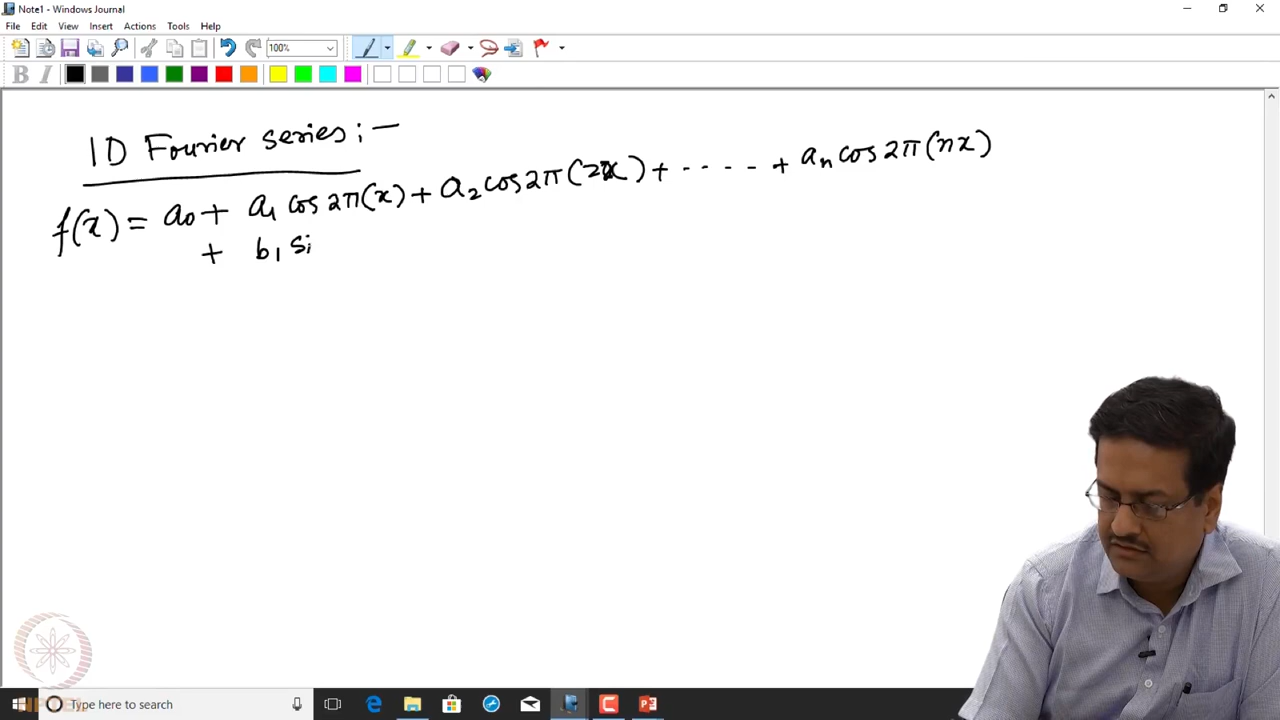 Note1 - Windows Journal
File Edit View Insert Actions Tools Help
100%
B I
1D Fourier series :-
f(x) = a₀ + a₁ cos 2π(x) + a₂ cos 2π(2x) + ----- + aₙ cos 2π(nx)
+ b₁ si
Type here to search